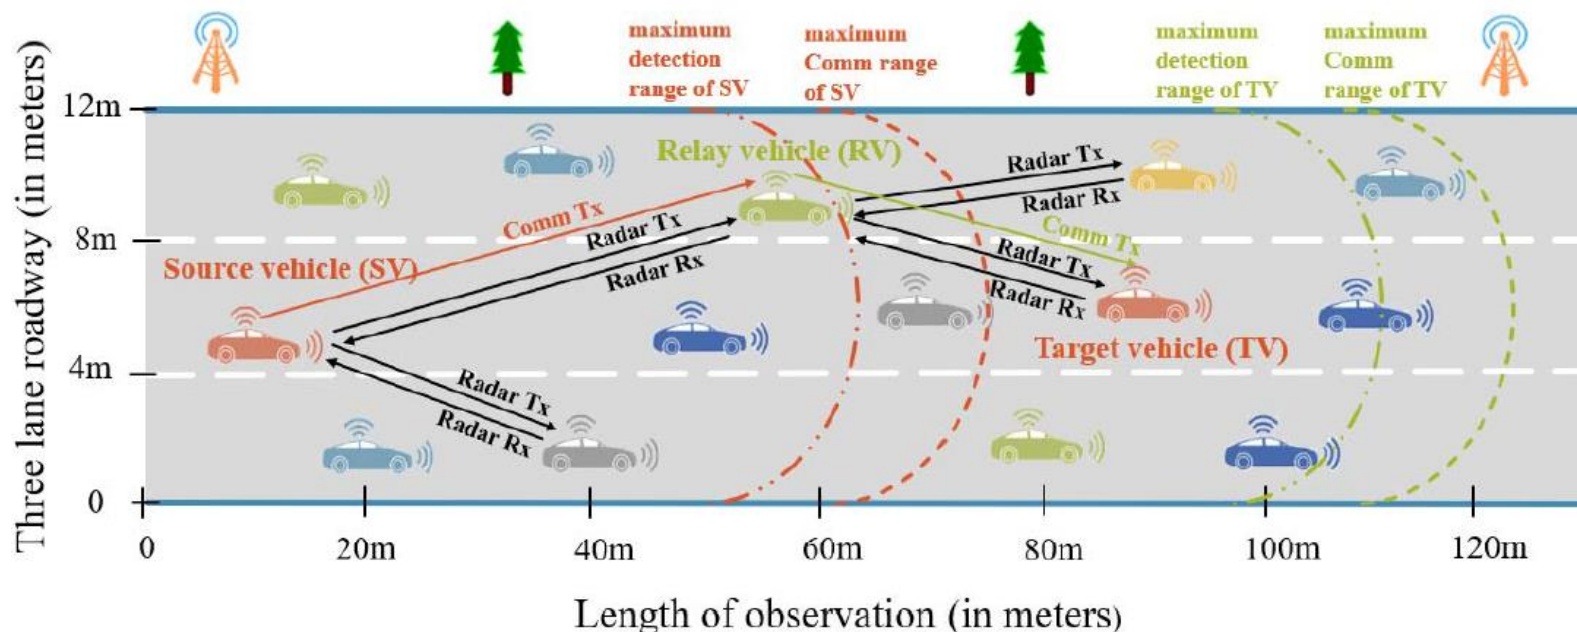 maximum
detection
range of SV
maximum
Comm range
of SV
maximum
detection
range of TV
maximum
Comm
range of TV
12m
8m
4m
0
Three lane roadway (in meters)
Relay vehicle (RV)
Radar Tx
Radar Rx
Comm Tx
Radar Tx
Radar Rx
Comm Tx
Radar Tx
Radar Rx
Source vehicle (SV)
Target vehicle (TV)
Radar Tx
Radar Rx
0
20m
40m
60m
80m
100m
120m
Length of observation (in meters)